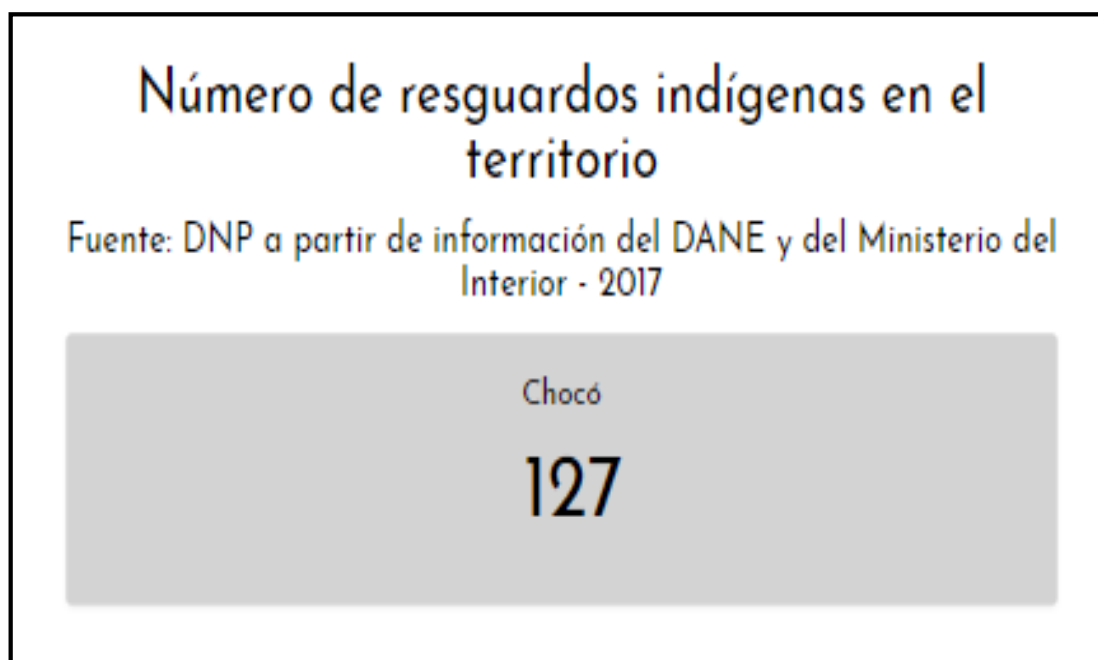 Número de resguardos indígenas en el
territorio
Fuente: DNP a partir de información del DANE y del Ministerio del
Interior - 2017
Chocó
127